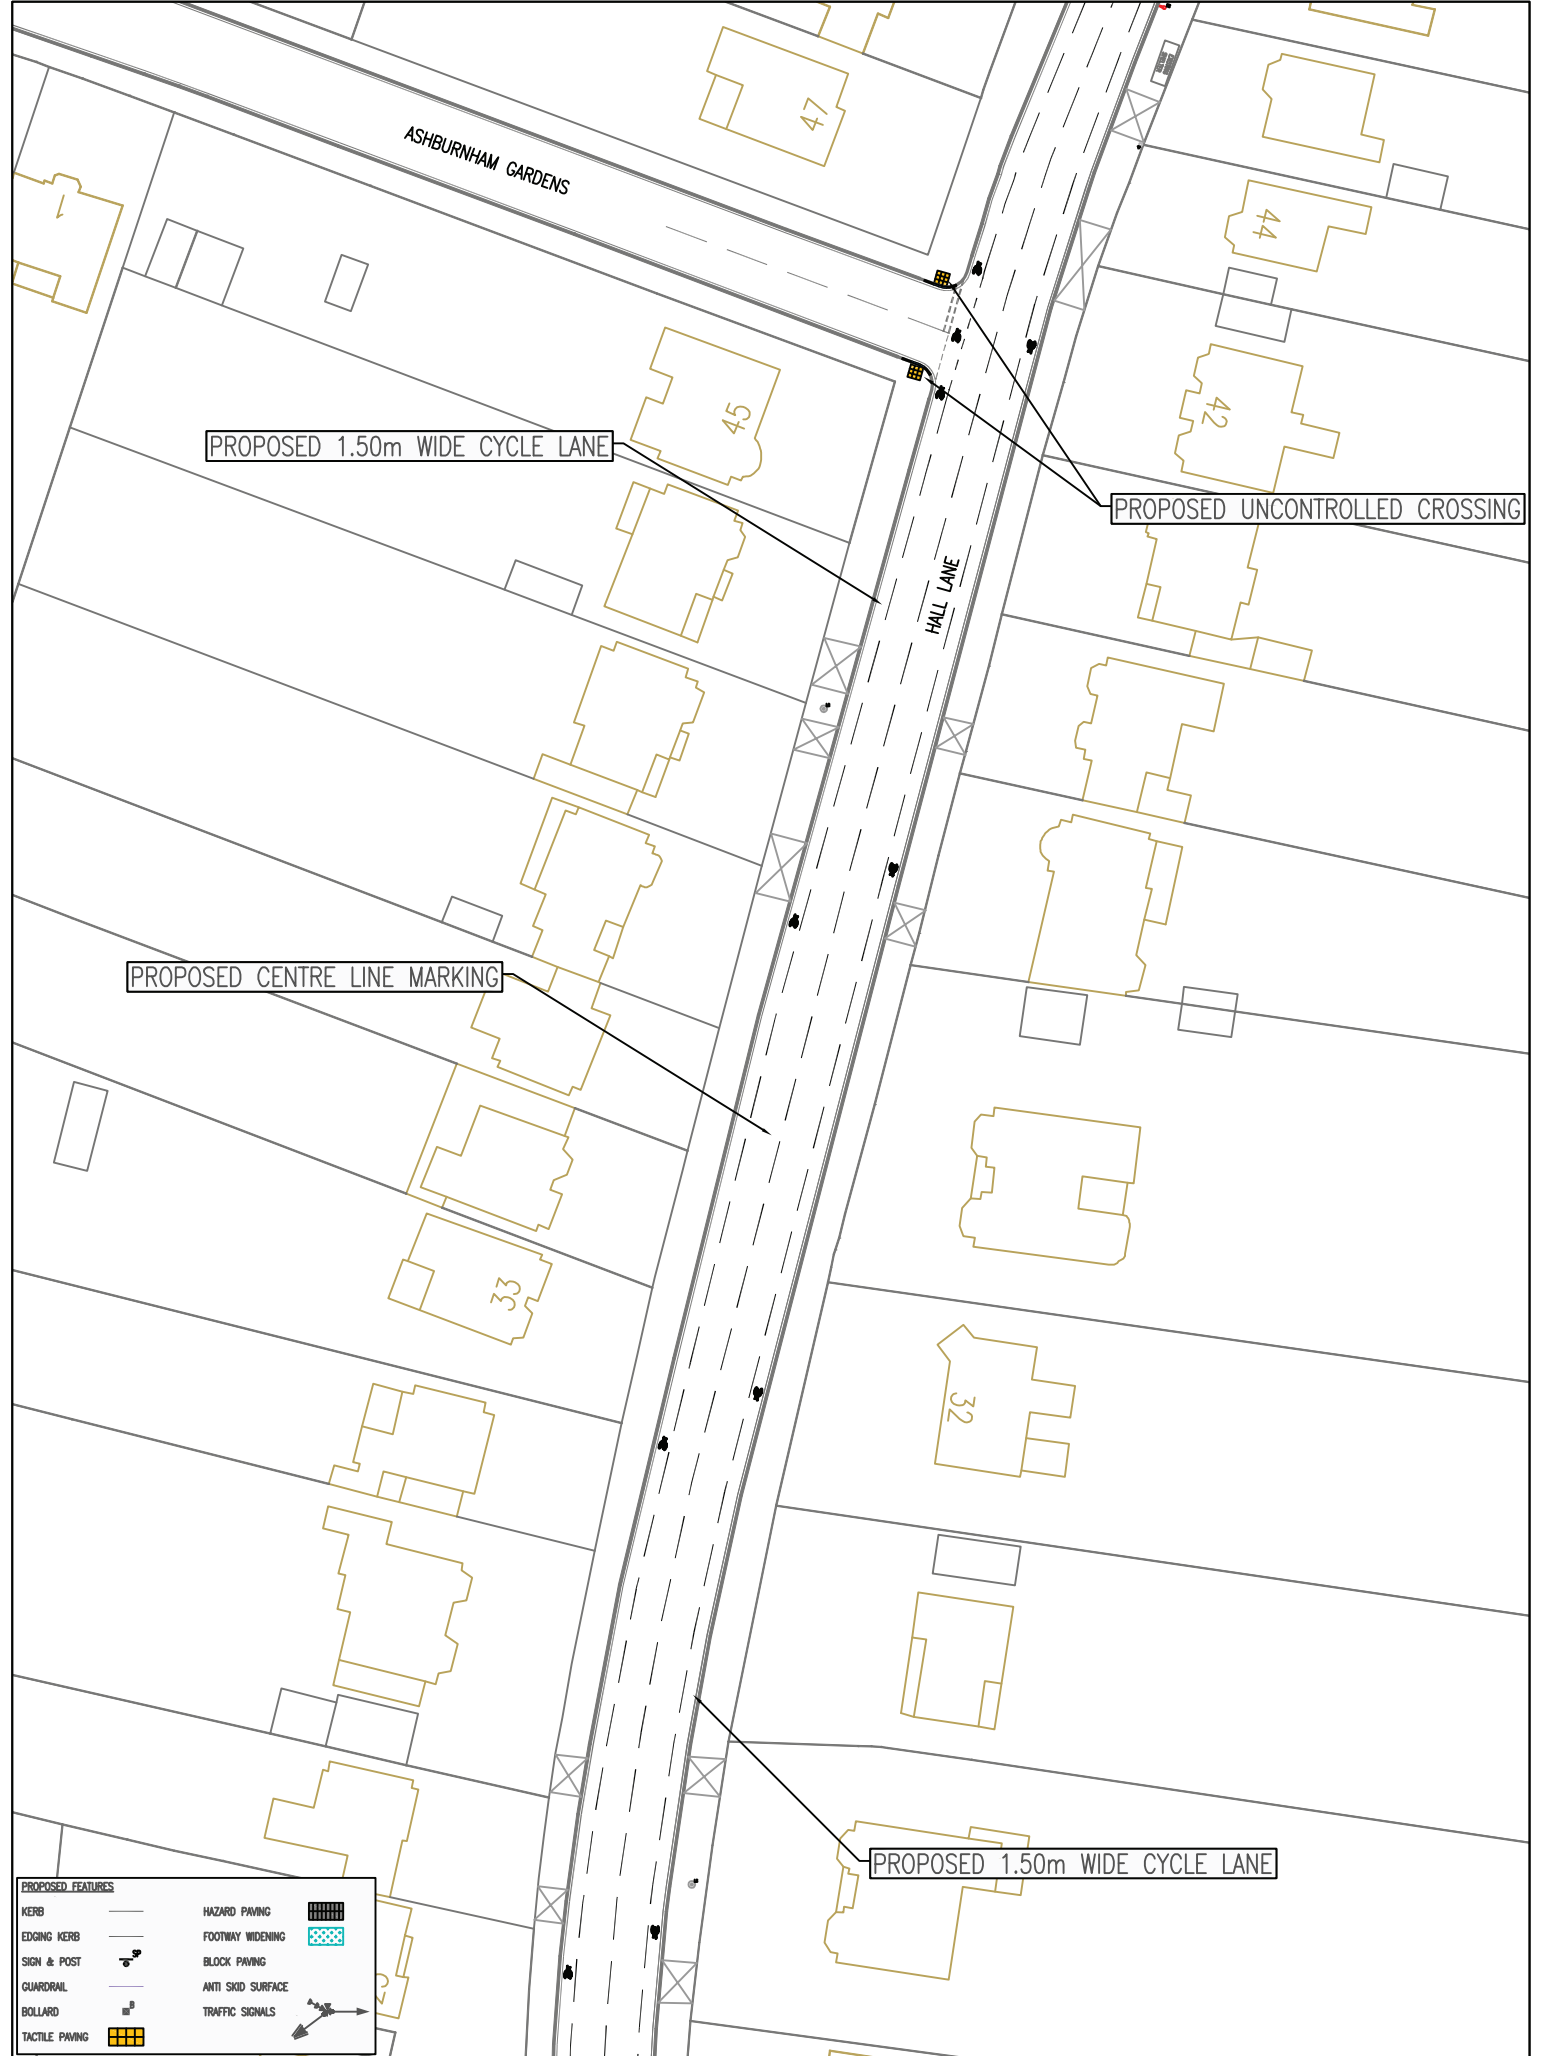 47
ASHBURNHAM GARDENS
1
44
42
45
PROPOSED 1.50m WIDE CYCLE LANE
PROPOSED UNCONTROLLED CROSSING
HALL LANE
PROPOSED CENTRE LINE MARKING
33
32
PROPOSED 1.50m WIDE CYCLE LANE
PROPOSED FEATURES
KERB
EDGING KERB
SIGN & POST
SP
GUARDRAIL
BOLLARD
B
TACTILE PAVING
HAZARD PAVING
FOOTWAY WIDENING
BLOCK PAVING
ANTI SKID SURFACE
TRAFFIC SIGNALS